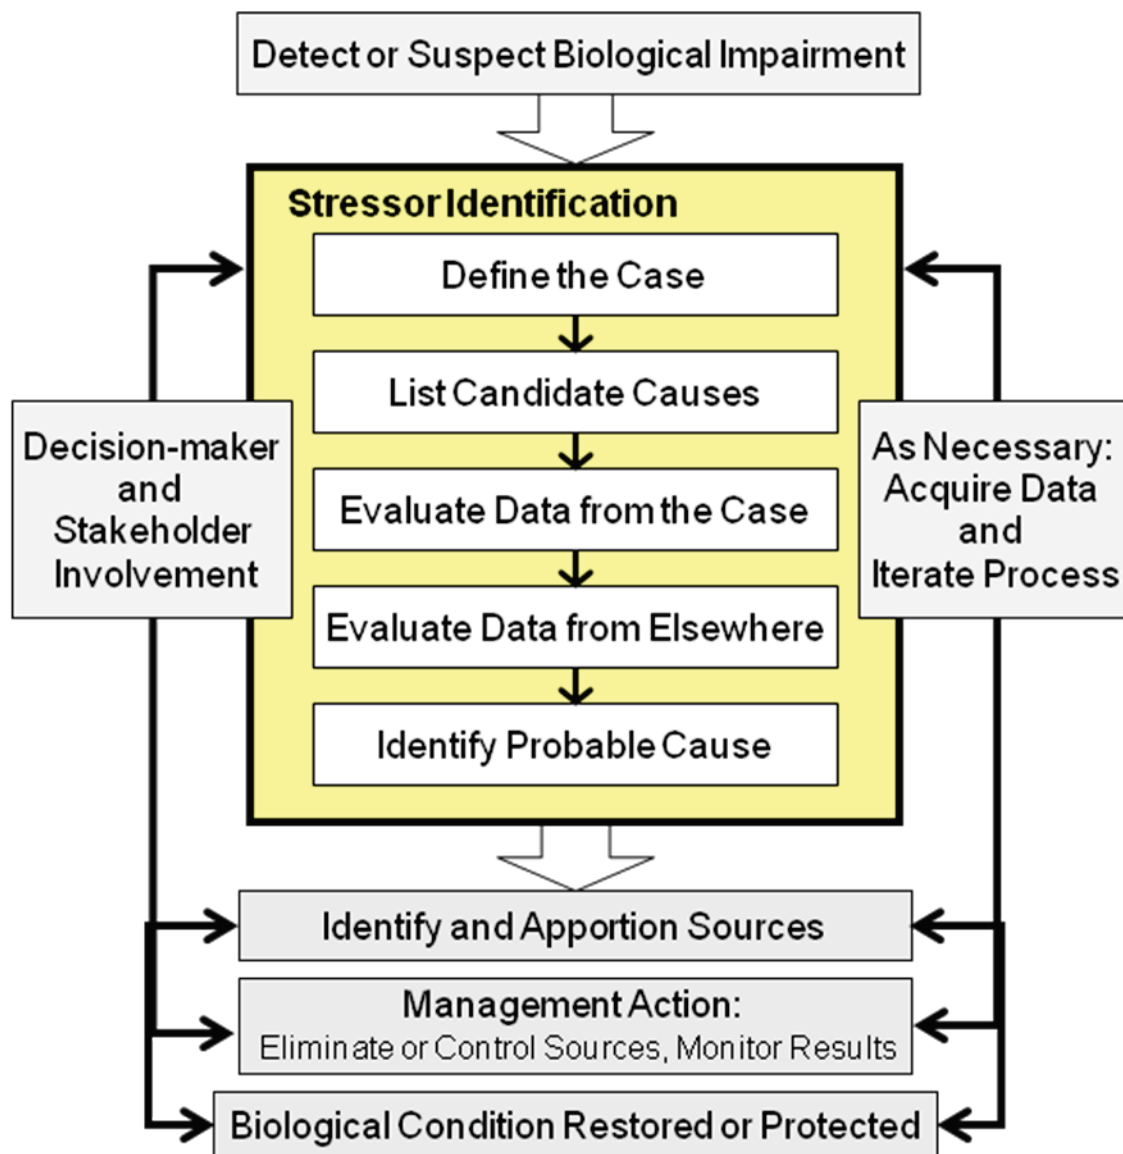 Detect or Suspect Biological Impairment
Stressor Identification
Define the Case
List Candidate Causes
Evaluate Data from the Case
Evaluate Data from Elsewhere
Identify Probable Cause
Decision-maker
and
Stakeholder
Involvement
As Necessary:
Acquire Data
and
Iterate Process
Identify and Apportion Sources
Management Action:
Eliminate or Control Sources, Monitor Results
Biological Condition Restored or Protected